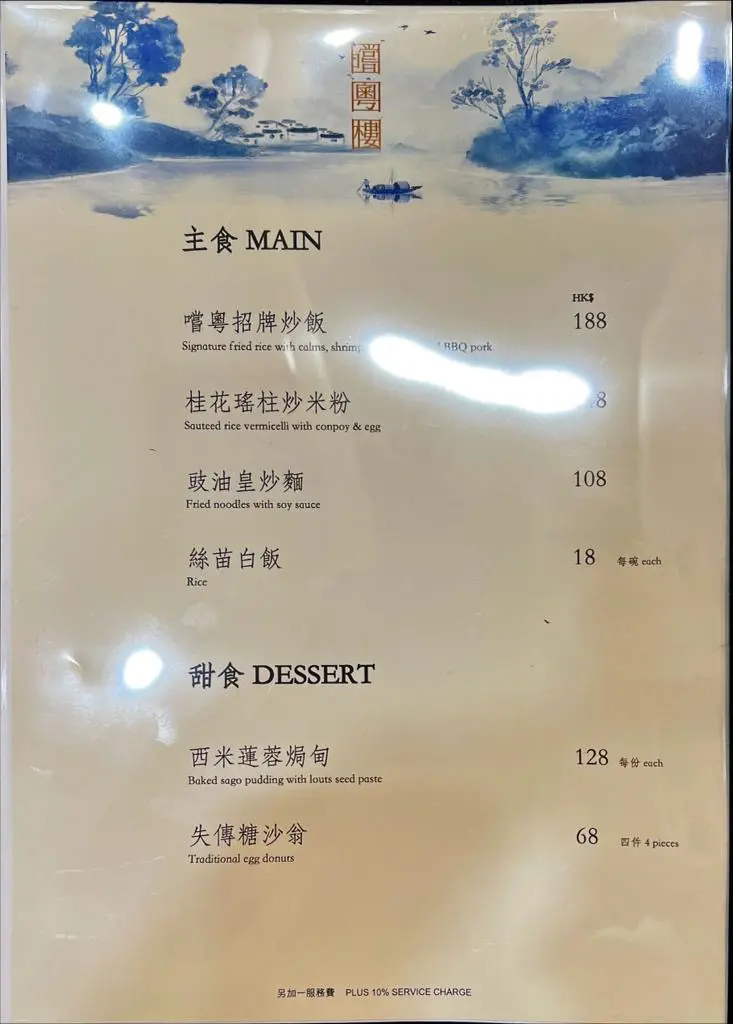 嚐
粵
樓
主食 MAIN
HK$
嚐粵招牌炒飯 188
Signature fried rice with calms, BBQ pork
桂花瑤柱炒米粉
Sauteed rice vermicelli with conpoy & egg
豉油皇炒麵 108
Fried noodles with soy sauce
絲苗白飯 18 每碗 each
Rice
甜食 DESSERT
西米蓮蓉焗甸 128 每份 each
Baked sago pudding with louts seed paste
失傳糖沙翁 68 四件 4 pieces
Traditional egg donuts
另加一服務費 PLUS 10% SERVICE CHARGE